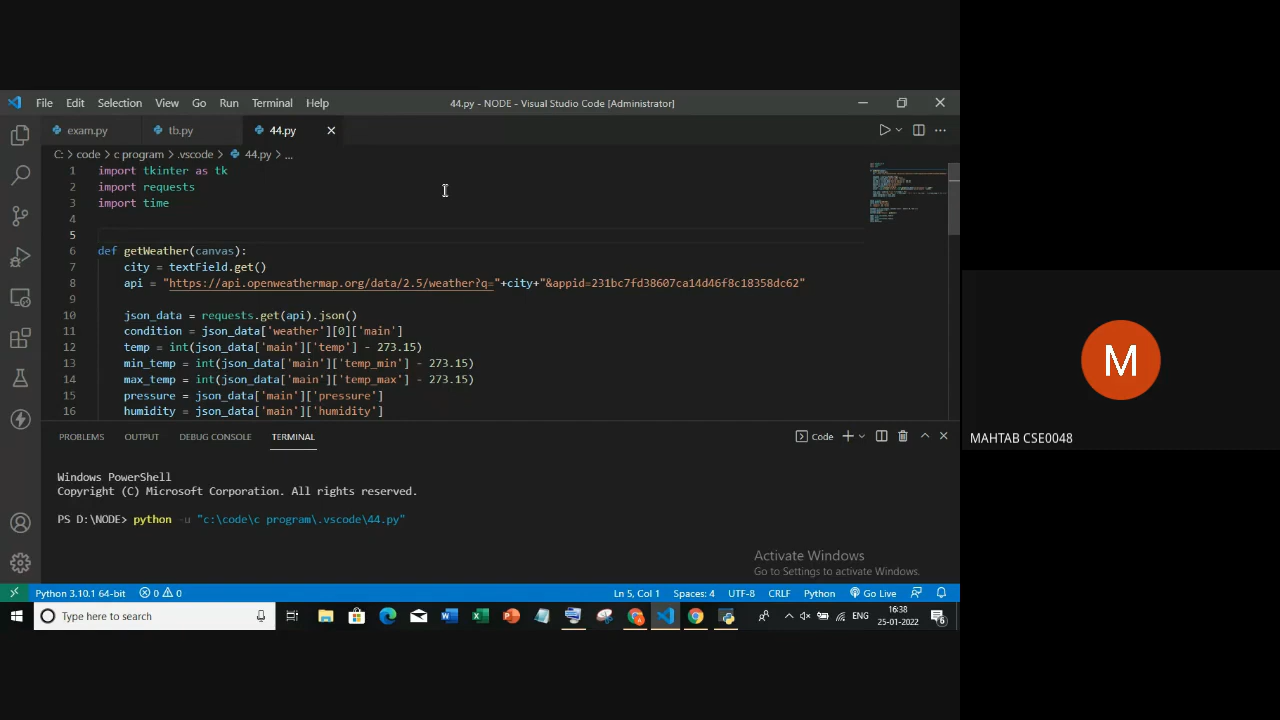 File Edit Selection View Go Run Terminal Help 44.py - NODE - Visual Studio Code [Administrator]
exam.py tb.py 44.py
C: > code > c program > .vscode > 44.py > ...
1 import tkinter as tk
2 import requests
3 import time
4
5
6 def getWeather(canvas):
7 city = textField.get()
8 api = "https://api.openweathermap.org/data/2.5/weather?q="+city+"&appid=231bc7fd38607ca14d46f8c18358dc62"
9
10 json_data = requests.get(api).json()
11 condition = json_data['weather'][0]['main']
12 temp = int(json_data['main']['temp'] - 273.15)
13 min_temp = int(json_data['main']['temp_min'] - 273.15)
14 max_temp = int(json_data['main']['temp_max'] - 273.15)
15 pressure = json_data['main']['pressure']
16 humidity = json_data['main']['humidity']
PROBLEMS OUTPUT DEBUG CONSOLE TERMINAL Code
Windows PowerShell
Copyright (C) Microsoft Corporation. All rights reserved.
PS D:\NODE> python -u "c:\code\c program\.vscode\44.py"
Activate Windows
Go to Settings to activate Windows.
Python 3.10.1 64-bit 0 0 Ln 5, Col 1 Spaces: 4 UTF-8 CRLF Python Go Live
Type here to search ENG 16:38
25-01-2022 6
M
MAHTAB CSE0048